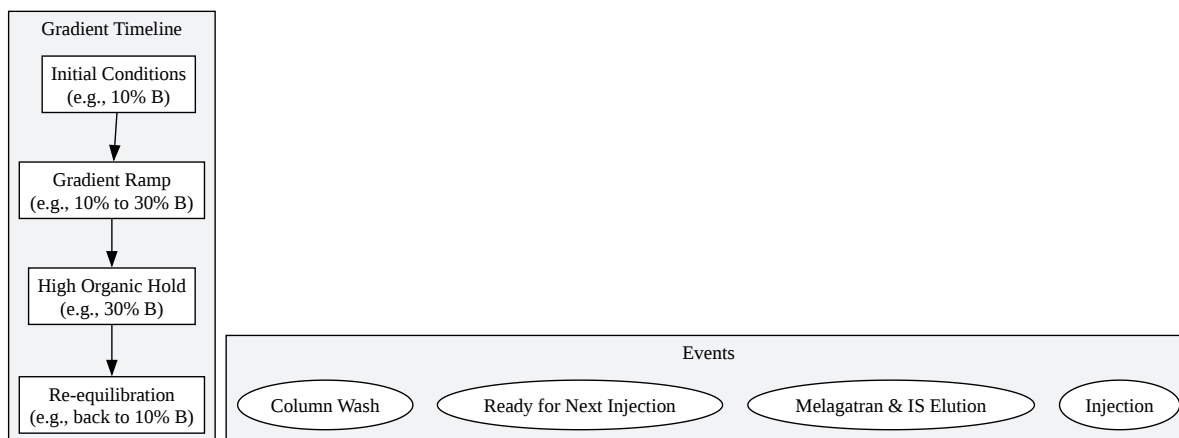 Gradient Timeline
Initial Conditions
(e.g., 10% B)
Gradient Ramp
(e.g., 10% to 30% B)
High Organic Hold
(e.g., 30% B)
Re-equilibration
(e.g., back to 10% B)
Events
Column Wash
Ready for Next Injection
Melagatran & IS Elution
Injection